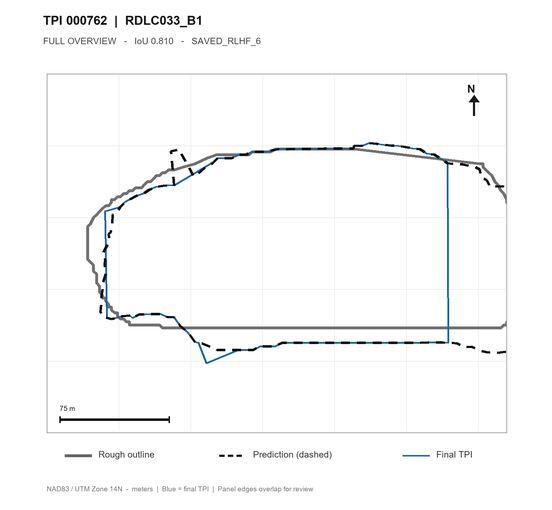 TPI 000762 | RDLC033_B1
FULL OVERVIEW - IoU 0.810 - SAVED_RLHF_6
N
75 m
Rough outline
Prediction (dashed)
Final TPI
NAD83 / UTM Zone 14N - meters | Blue = final TPI | Panel edges overlap for review